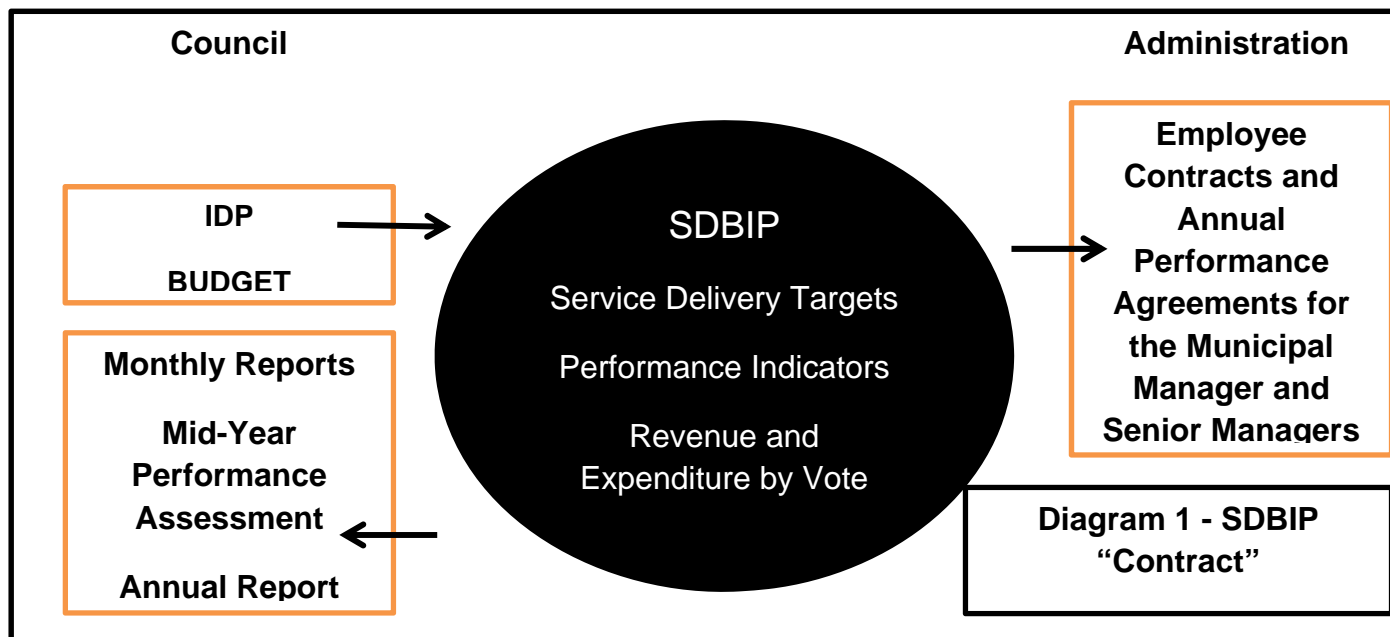 Council
Administration
IDP
BUDGET
Monthly Reports
Mid-Year
Performance
Assessment
Annual Report
SDBIP
Service Delivery Targets
Performance Indicators
Revenue and
Expenditure by Vote
Employee
Contracts and
Annual
Performance
Agreements for
the Municipal
Manager and
Senior Managers
Diagram 1 - SDBIP
“Contract”